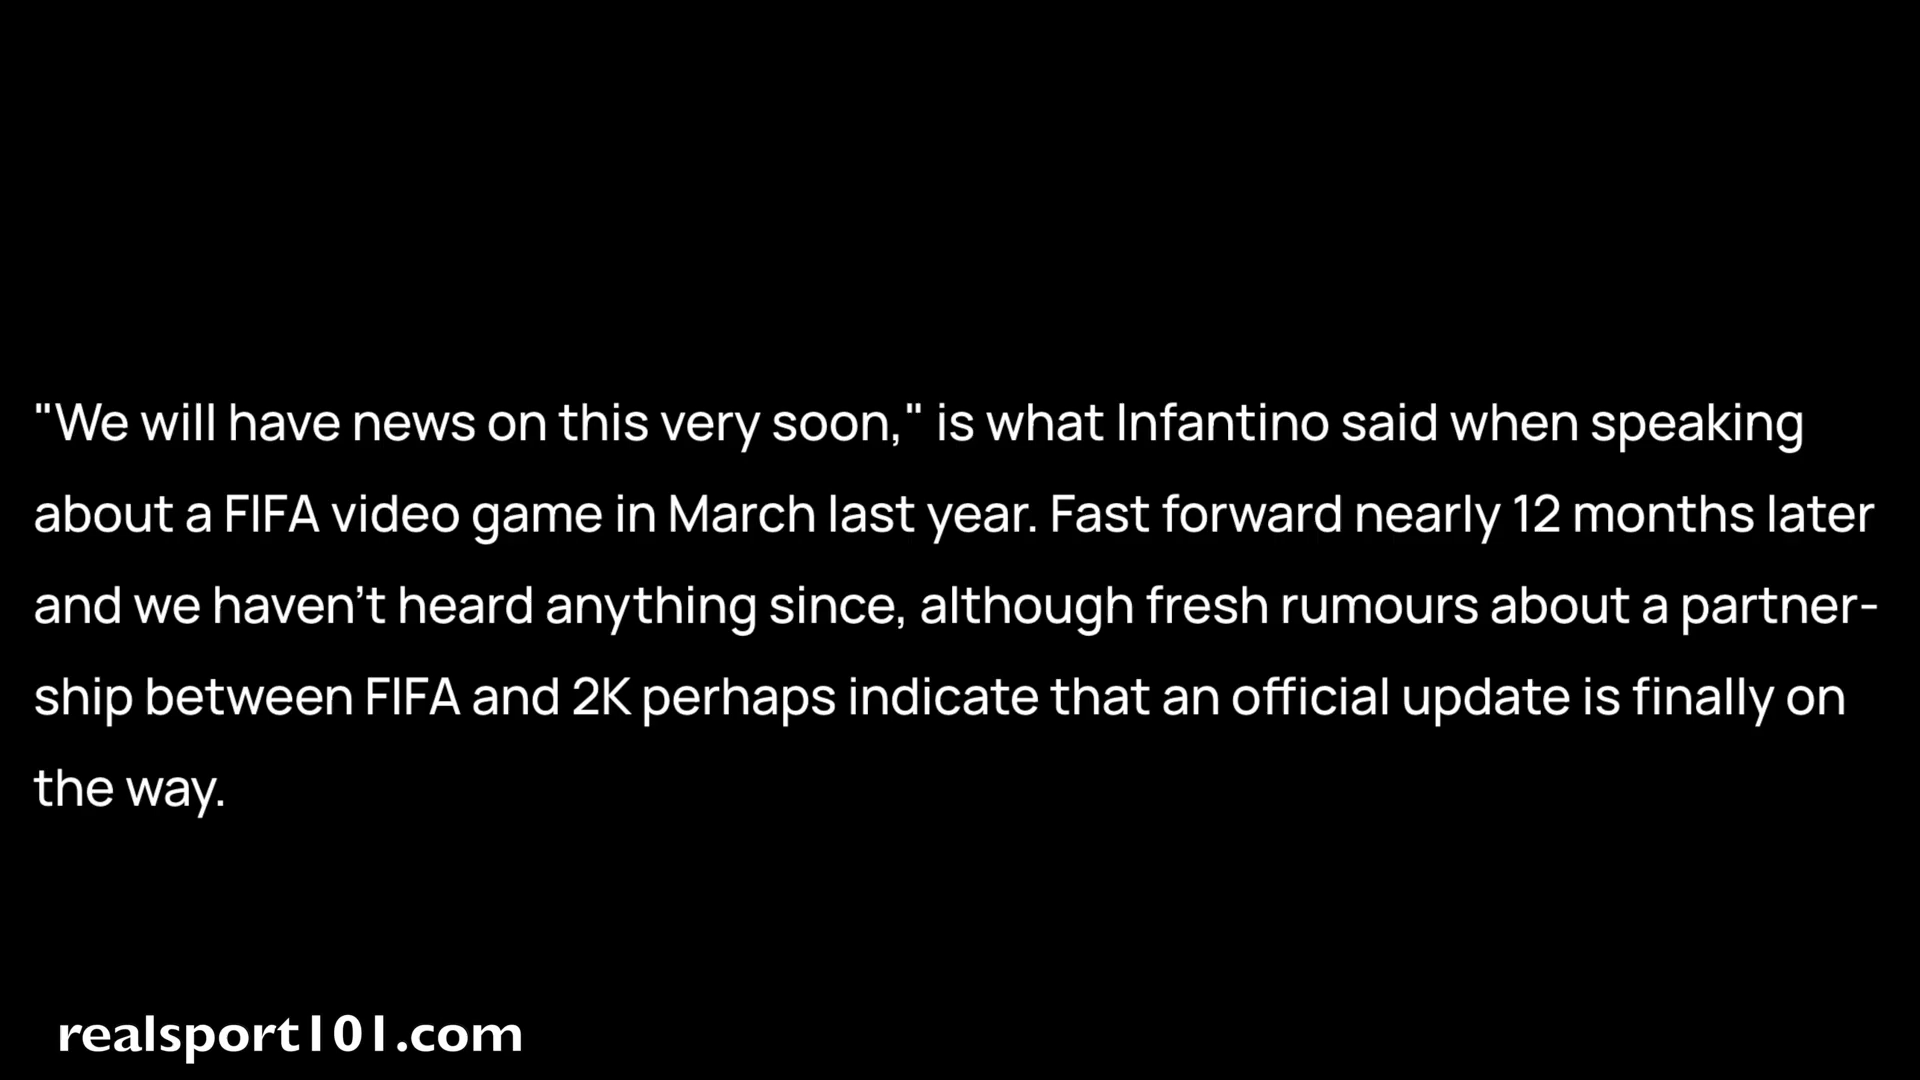 "We will have news on this very soon," is what Infantino said when speaking
about a FIFA video game in March last year. Fast forward nearly 12 months later
and we haven’t heard anything since, although fresh rumours about a partner-
ship between FIFA and 2K perhaps indicate that an official update is finally on
the way.
realsport101.com